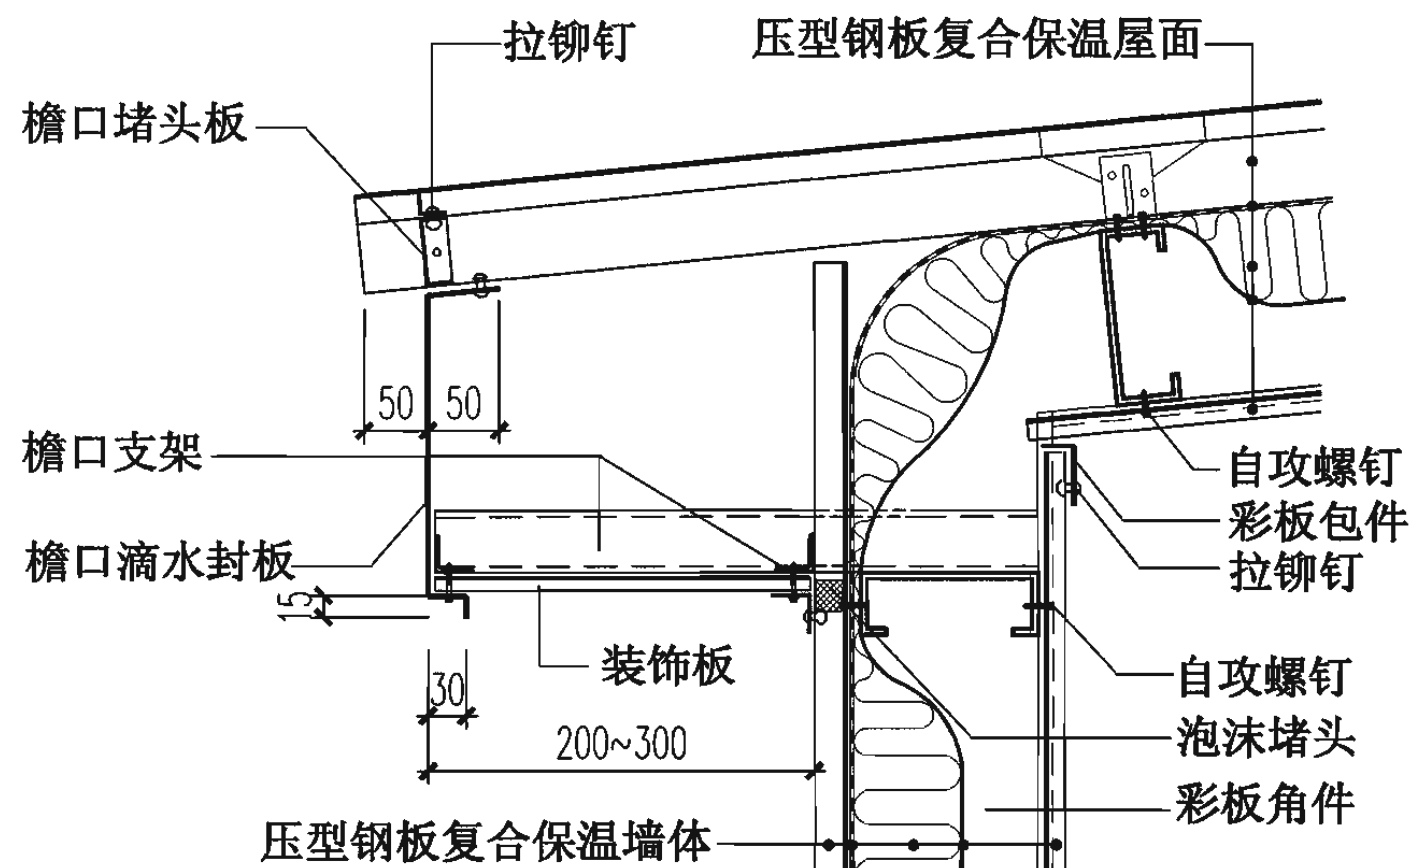 拉铆钉
压型钢板复合保温屋面
檐口堵头板
50
50
檐口支架
自攻螺钉
彩板包件
檐口滴水封板
拉铆钉
15
装饰板
自攻螺钉
30
200~300
泡沫堵头
彩板角件
压型钢板复合保温墙体